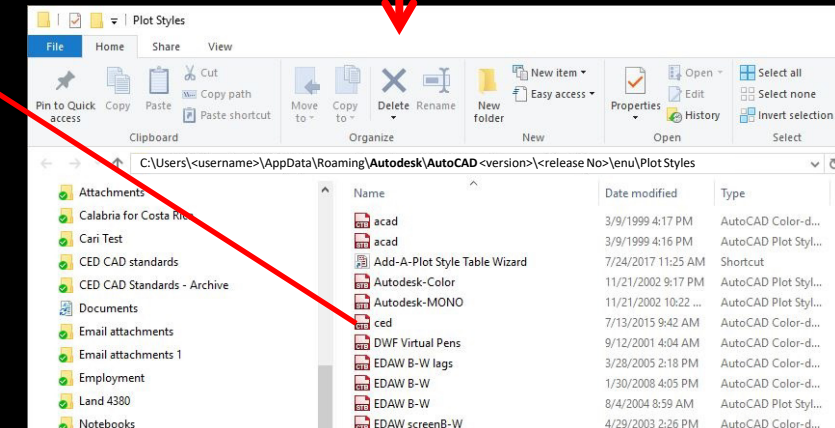 Plot Styles
File Home Share View
Pin to Quick access
Copy
Paste
Cut
Copy path
Paste shortcut
Clipboard
Move to
Copy to
Delete
Rename
Organize
New folder
New item
Easy access
New
Properties
Open
Edit
History
Open
Select all
Select none
Invert selection
Select
C:\Users\<username>\AppData\Roaming\Autodesk\AutoCAD <version>\<release No>\enu\Plot Styles
Attachments
Calabria for Costa Rica
Cari Test
CED CAD standards
CED CAD Standards - Archive
Documents
Email attachments
Email attachments 1
Employment
Land 4380
Notebooks
Name Date modified Type
acad 3/9/1999 4:17 PM AutoCAD Color-d...
acad 3/9/1999 4:16 PM AutoCAD Plot Styl...
Add-A-Plot Style Table Wizard 7/24/2017 11:25 AM Shortcut
Autodesk-Color 11/21/2002 9:17 PM AutoCAD Plot Styl...
Autodesk-MONO 11/21/2002 10:22 ... AutoCAD Plot Styl...
ced 7/13/2015 9:42 AM AutoCAD Color-d...
DWF Virtual Pens 9/12/2001 4:04 AM AutoCAD Color-d...
EDAW B-W lags 3/28/2005 2:18 PM AutoCAD Color-d...
EDAW B-W 1/30/2008 4:05 PM AutoCAD Color-d...
EDAW B-W 8/4/2004 8:59 AM AutoCAD Plot Styl...
EDAW screenB-W 4/29/2003 2:26 PM AutoCAD Color-d...